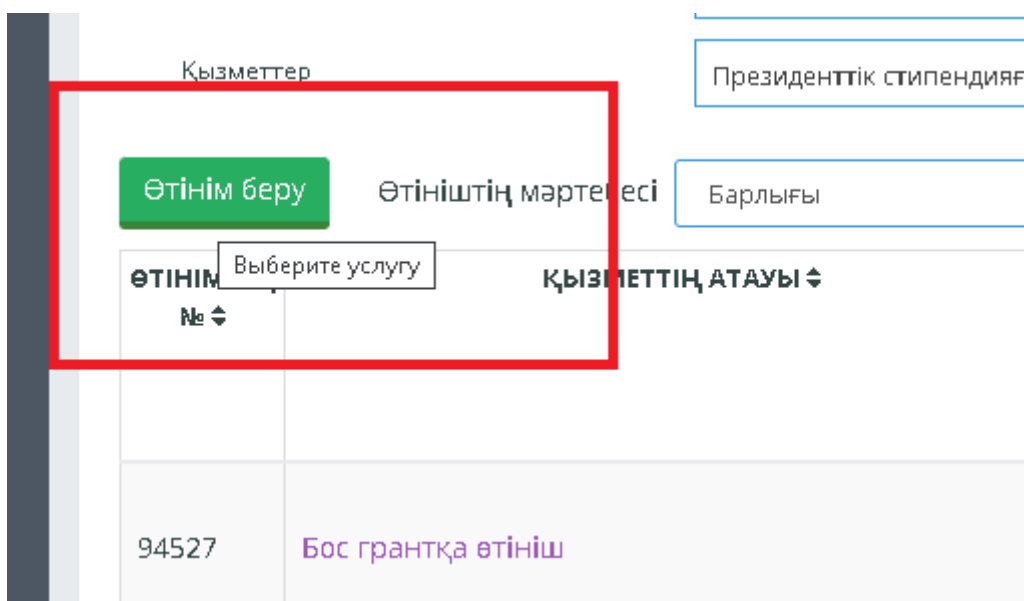 Қызметтер
Президенттік стипендияғ
Өтінім беру
Өтініштің мәртебесі
Барлығы
Выберите услугу
ӨТІНІМ
№
ҚЫЗМЕТТІҢ АТАУЫ
94527
Бос грантқа өтініш